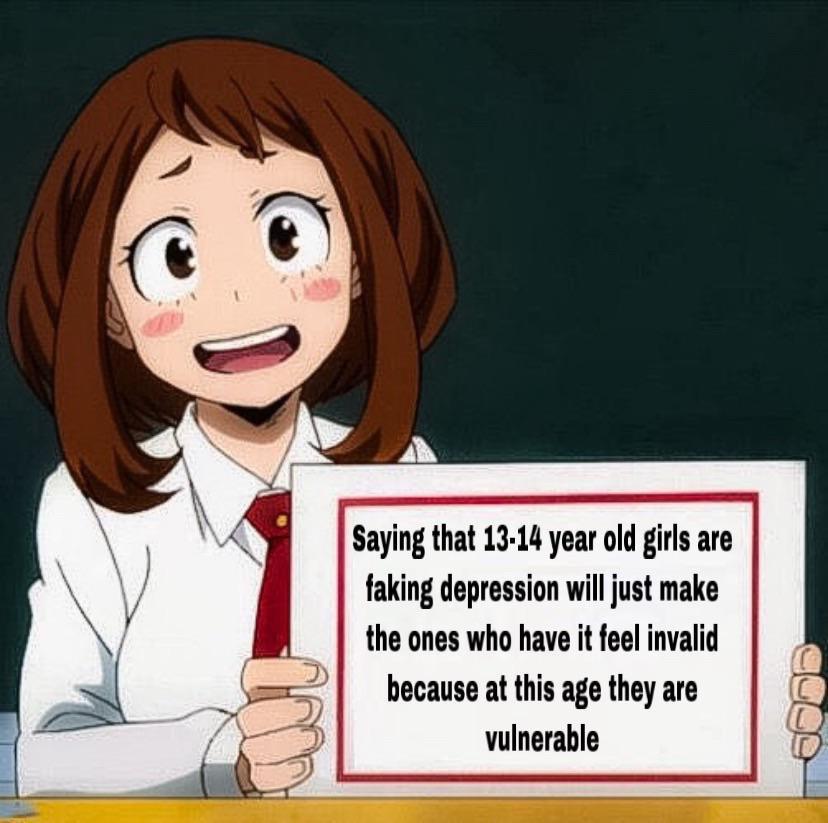 Saying that 13-14 year old girls are
faking depression will just make
the ones who have it feel invalid
because at this age they are
vulnerable